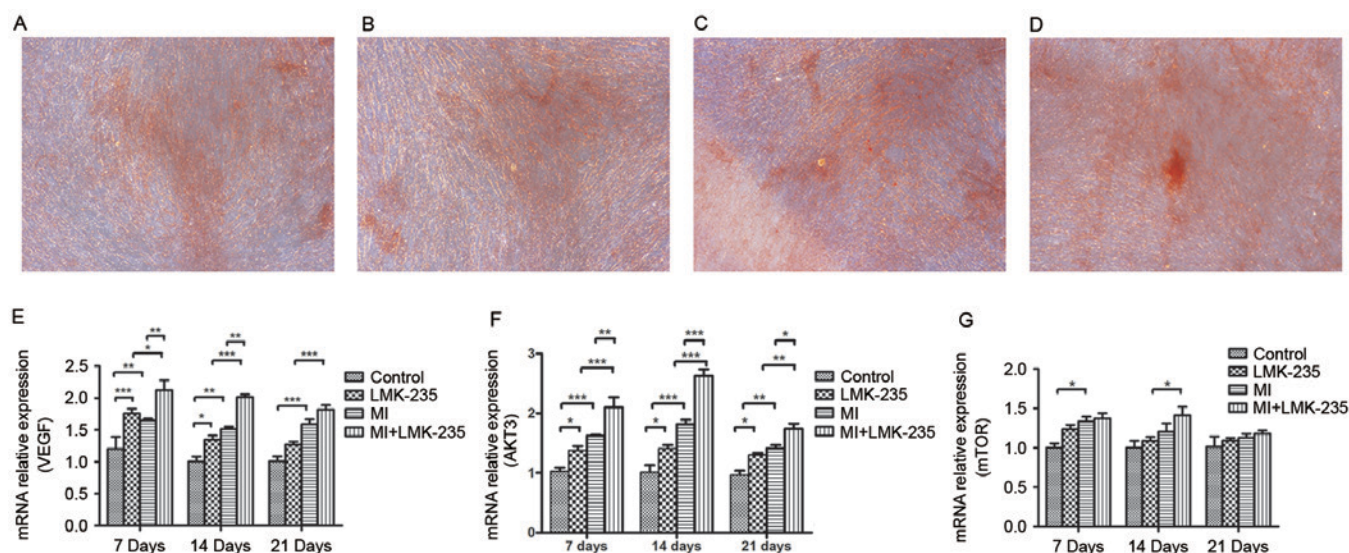 A
B
C
D
E
mRNA relative expression
(VEGF)
2.5
2.0
1.5
1.0
0.5
0.0
*** ** * **
* ** *** **
*** ***
7 Days 14 Days 21 Days
Control
LMK-235
MI
MI+LMK-235
F
mRNA relative expression
(AKT3)
3
2
1
0
* *** *** **
* *** *** ***
* ** ** *
7 days 14 days 21 days
Control
LMK-235
MI
MI+LMK-235
G
mRNA relative expression
(mTOR)
2.0
1.5
1.0
0.5
0.0
* *
7 Days 14 Days 21 Days
Control
LMK-235
MI
MI+LMK-235